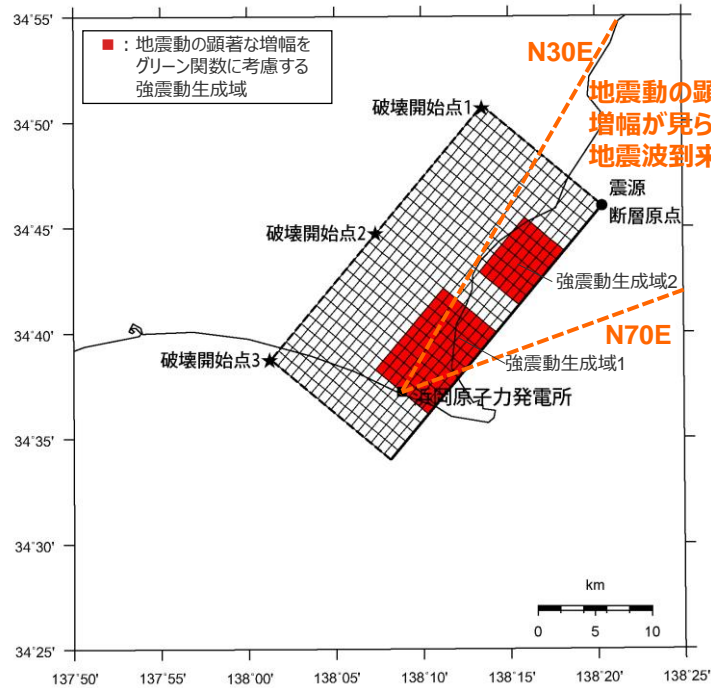 34°55'
■：地震動の顕著な増幅を
グリーン関数に考慮する
強震動生成域
N30E
地震動の顕
増幅が見ら
地震波到来
34°50'
破壊開始点1
震源
断層原点
34°45'
破壊開始点2
強震動生成域2
34°40'
N70E
破壊開始点3
強震動生成域1
浜岡原子力発電所
34°35'
34°30'
km
0 5 10
34°25'
137°50' 137°55' 138°00' 138°05' 138°10' 138°15' 138°20' 138°25'